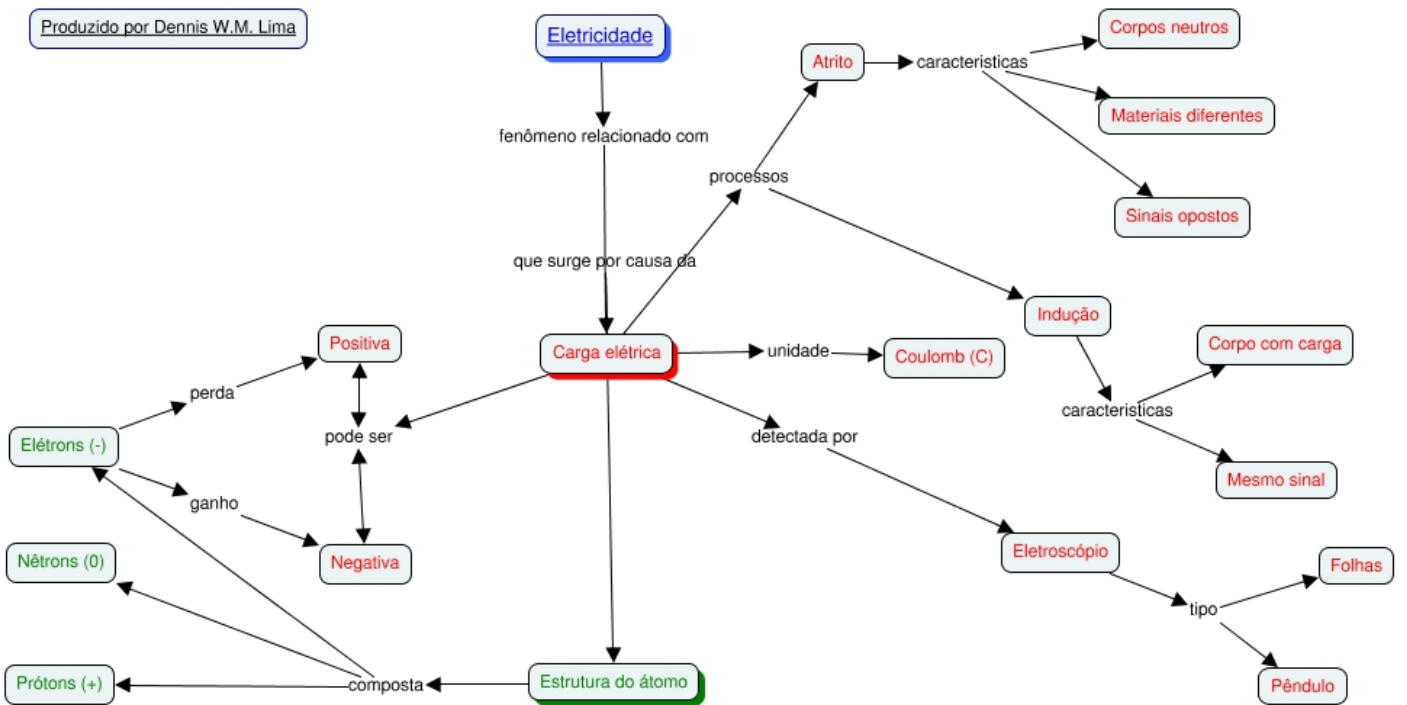 Produzido por Dennis W.M. Lima
Eletricidade
Corpos neutros
Atrito
caracteristicas
Materiais diferentes
fenômeno relacionado com
processos
Sinais opostos
que surge por causa da
Indução
Positiva
Carga elétrica
unidade
Coulomb (C)
Corpo com carga
perda
caracteristicas
pode ser
detectada por
Elétrons (-)
Mesmo sinal
ganho
Nêtrons (0)
Negativa
Eletroscópio
Folhas
tipo
Prótons (+)
composta
Estrutura do átomo
Pêndulo